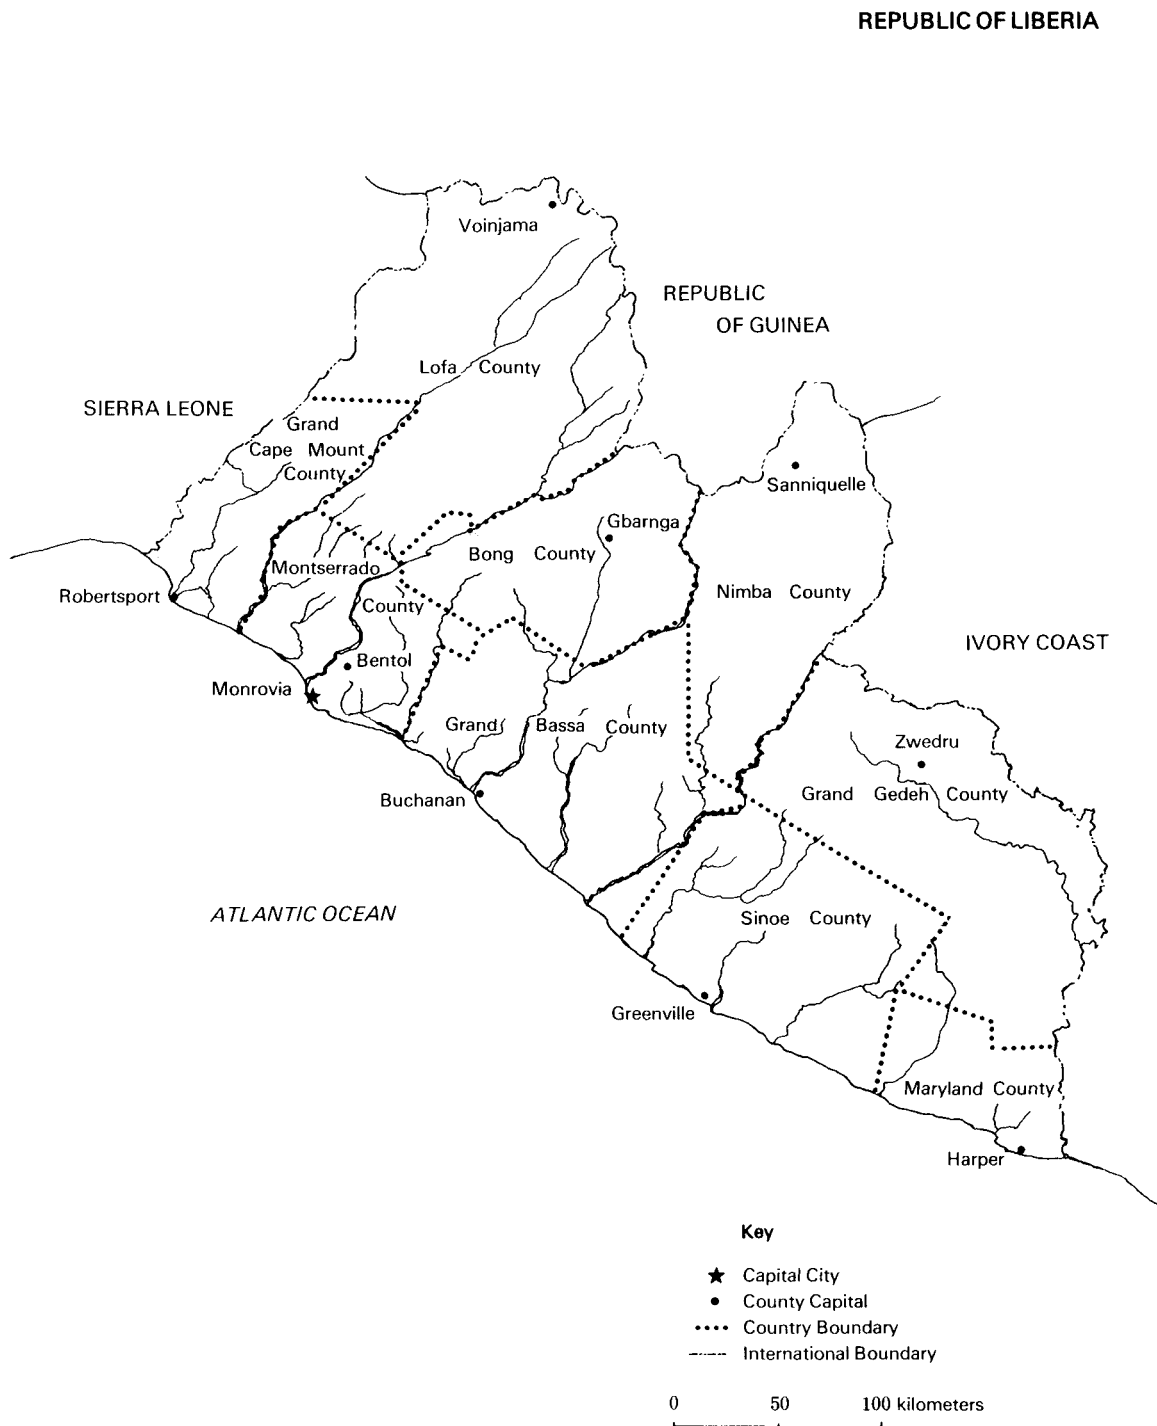 REPUBLIC OF LIBERIA
Voinjama
REPUBLIC
OF GUINEA
Lofa County
SIERRA LEONE
Grand
Cape Mount
County
Sanniquelle
Gbarnga
Bong County
Montserrado
County
Nimba County
Robertsport
IVORY COAST
Bentol
Monrovia
Grand Bassa County
Zwedru
Grand Gedeh County
Buchanan
ATLANTIC OCEAN
Sinoe County
Greenville
Maryland County
Harper
Key
Capital City
County Capital
Country Boundary
International Boundary
0 50 100 kilometers